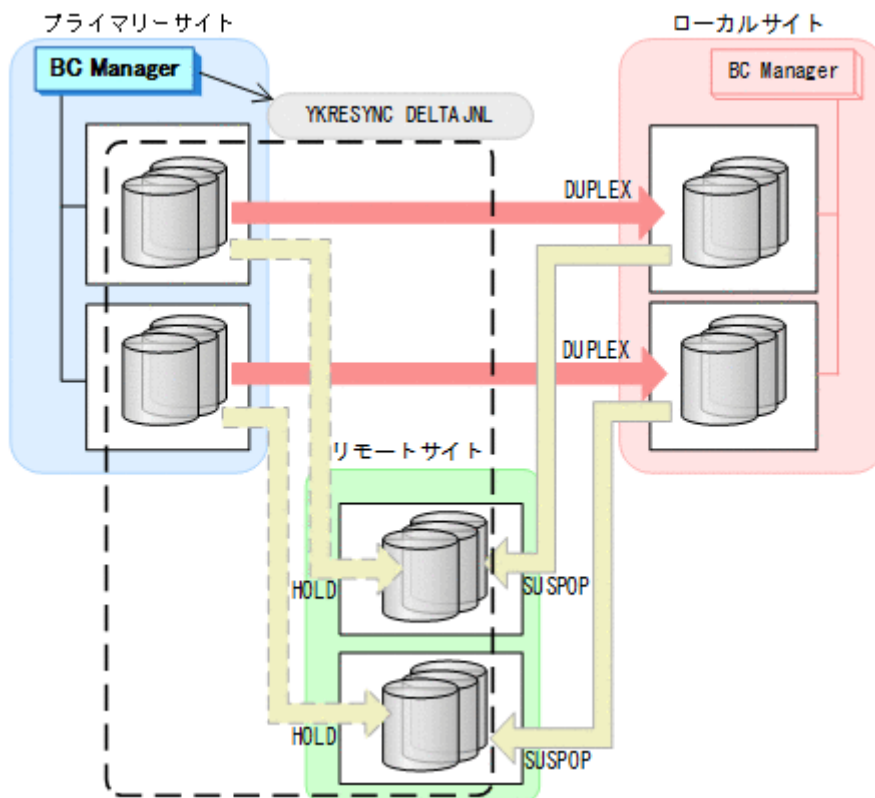 プライマリーサイト
ローカルサイト
BC Manager
BC Manager
YKRESYNC DELTAJNL
DUPLEX
DUPLEX
リモートサイト
HOLD
SUSPOP
HOLD
SUSPOP